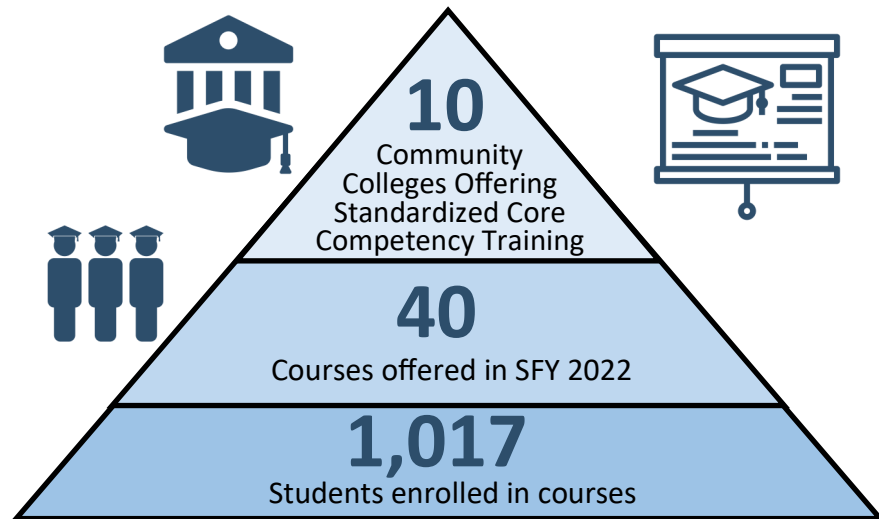 10
Community
Colleges Offering
Standardized Core
Competency Training
40
Courses offered in SFY 2022
1,017
Students enrolled in courses